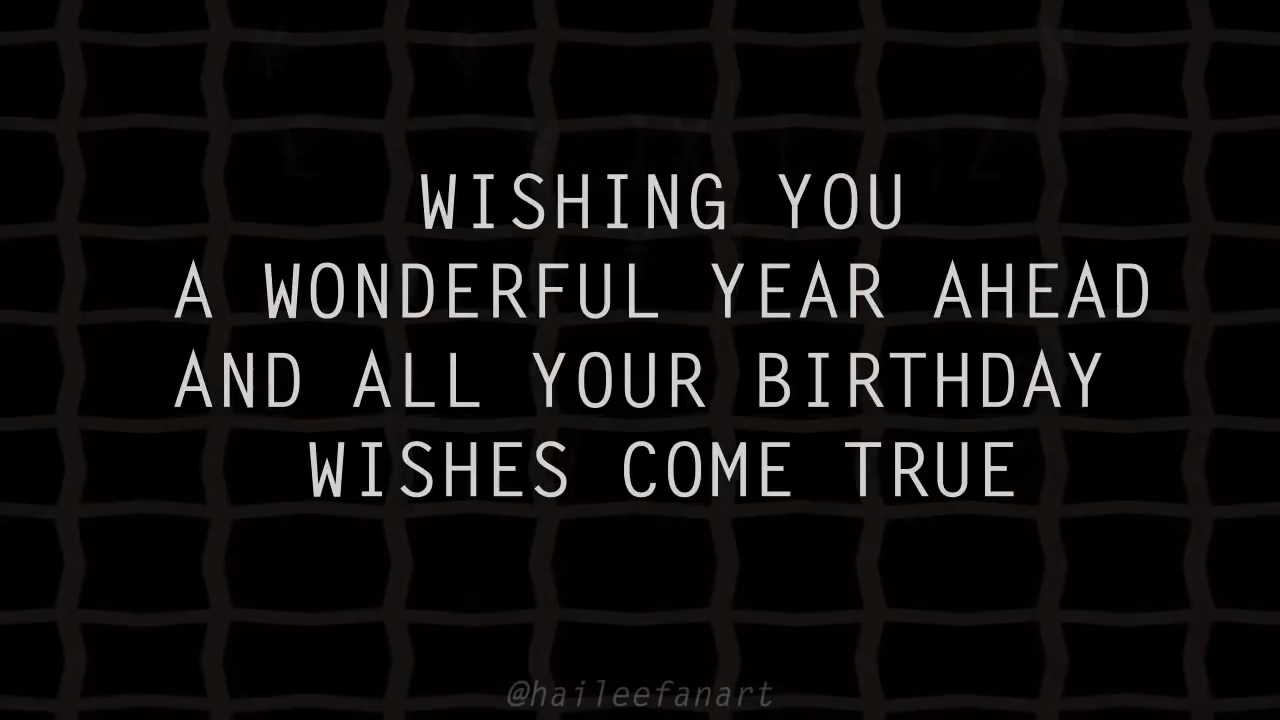 WISHING YOU
A WONDERFUL YEAR AHEAD
AND ALL YOUR BIRTHDAY
WISHES COME TRUE
@haileefanart